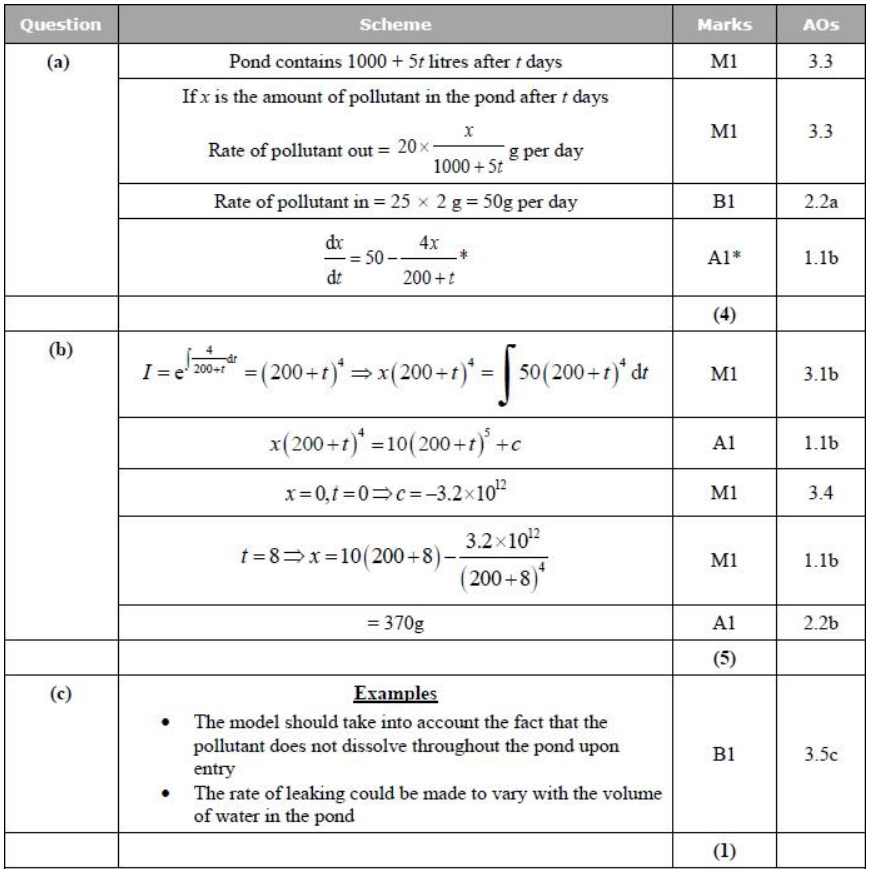 Question Scheme Marks AOs
(a) Pond contains 1000 + 5t litres after t days M1 3.3
If x is the amount of pollutant in the pond after t days
Rate of pollutant out = 20 × x/(1000 + 5t) g per day M1 3.3
Rate of pollutant in = 25 × 2 g = 50g per day B1 2.2a
dx/dt = 50 − 4x/(200 + t) * A1* 1.1b
(4)
(b) I = e^(∫ 4/(200+t) dt) = (200+t)^4 ⇒ x(200+t)^4 = ∫ 50(200+t)^4 dt M1 3.1b
x(200+t)^4 = 10(200+t)^5 + c A1 1.1b
x = 0, t = 0 ⇒ c = −3.2×10^12 M1 3.4
t = 8 ⇒ x = 10(200+8) − 3.2×10^12/(200+8)^4 M1 1.1b
= 370g A1 2.2b
(5)
(c) Examples
• The model should take into account the fact that the
pollutant does not dissolve throughout the pond upon
entry
• The rate of leaking could be made to vary with the volume
of water in the pond
B1 3.5c
(1)